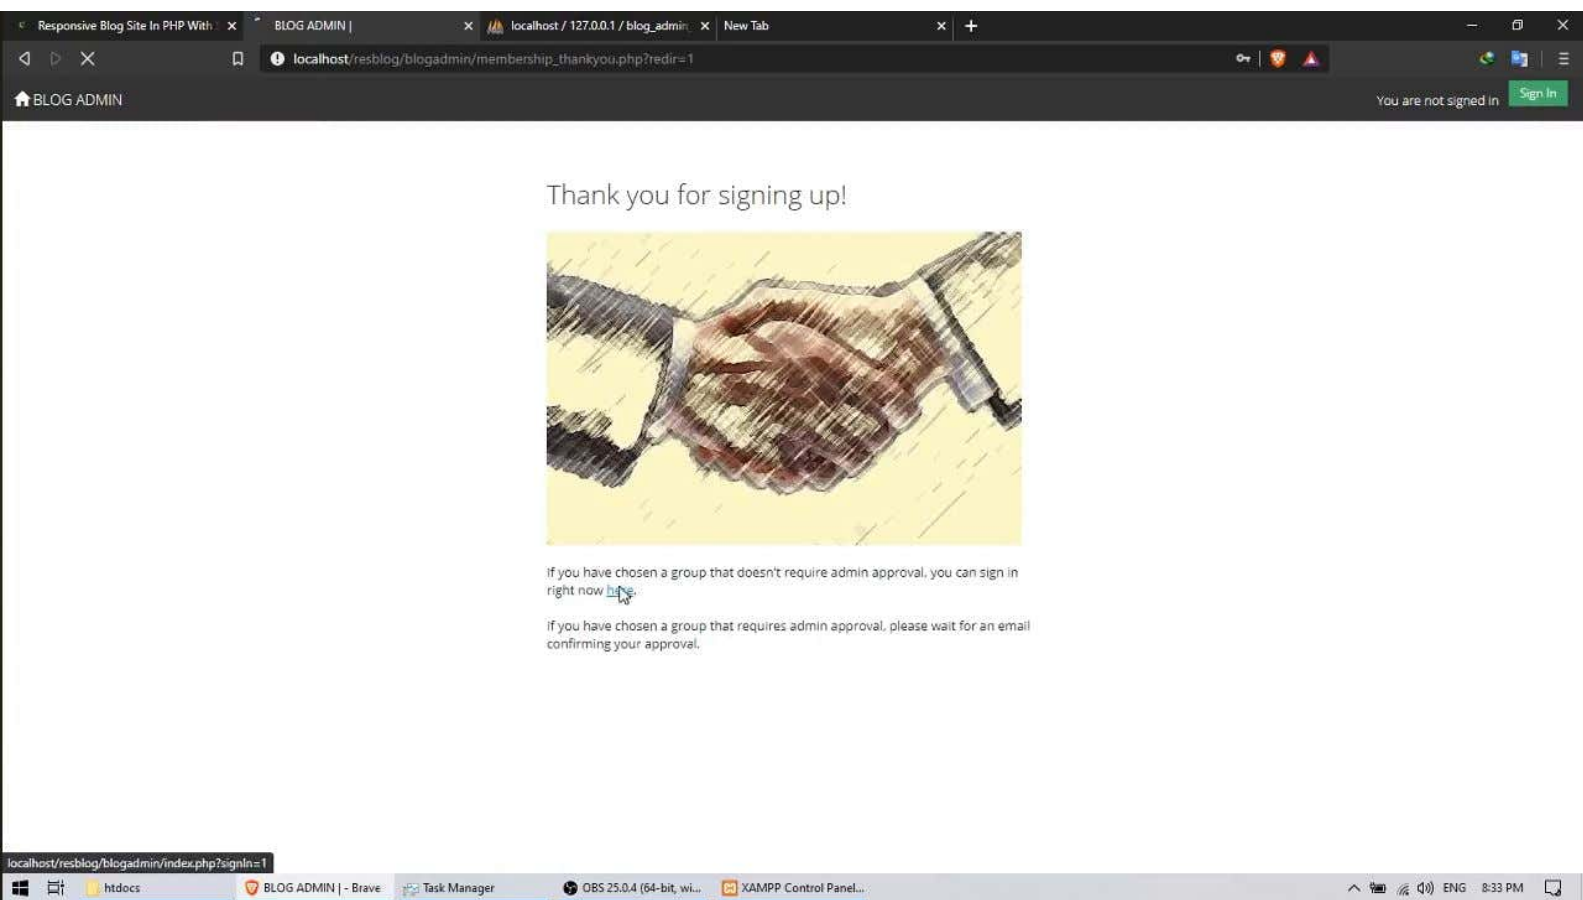 Responsive Blog Site In PHP With
BLOG ADMIN |
localhost / 127.0.0.1 / blog_admin
New Tab
localhost/resblog/blogadmin/membership_thankyou.php?redir=1
BLOG ADMIN
You are not signed in
Sign In
Thank you for signing up!
If you have chosen a group that doesn't require admin approval, you can sign in
right now here.
If you have chosen a group that requires admin approval, please wait for an email
confirming your approval.
localhost/resblog/blogadmin/index.php?signIn=1
htdocs
BLOG ADMIN | - Brave
Task Manager
OBS 25.0.4 (64-bit, wi...
XAMPP Control Panel...
ENG
8:33 PM